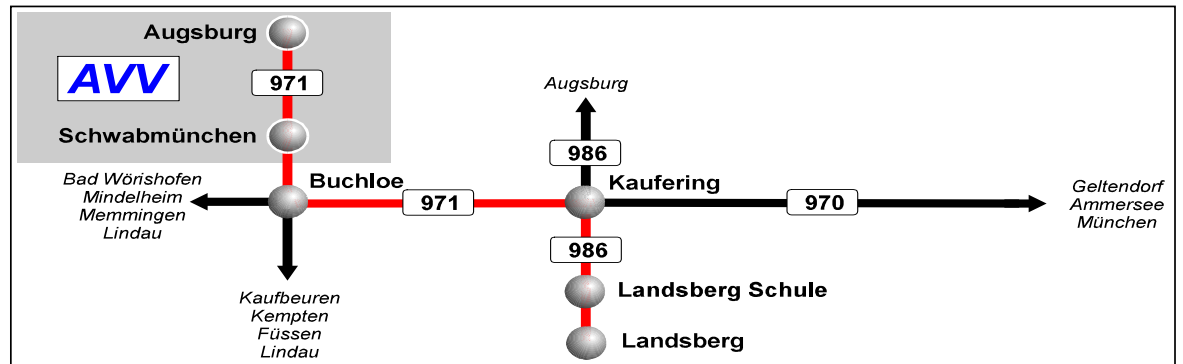 Augsburg
AVV
971
Schwabmünchen
Augsburg
986
Bad Wörishofen
Mindelheim
Memmingen
Lindau
Buchloe
971
Kaufering
970
Geltendorf
Ammersee
München
986
Kaufbeuren
Kempten
Füssen
Lindau
Landsberg Schule
Landsberg